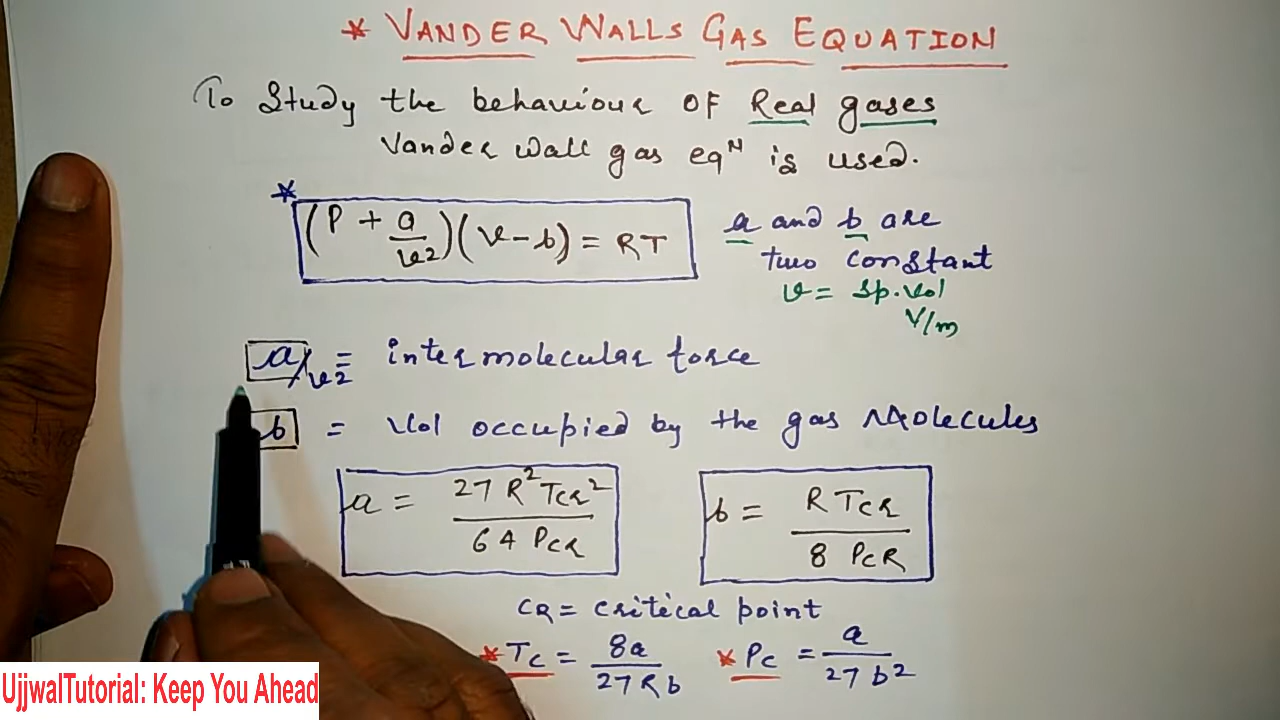 * VANDER WALLS GAS EQUATION
To Study the behaviour OF Real gases
Vander wall gas eqᴺ is used.
* (P + a/v²)(v - b) = RT
a and b are
two constant
v = sp. vol
V/m
a/v² = intermolecular force
b = Vol occupied by the gas Molecules
a = 27 R² Tcr² / 64 PCR
b = R TCR / 8 PCR
CR = critical point
* Tc = 8a / 27 R b * Pc = a / 27 b²
UjjwalTutorial: Keep You Ahead